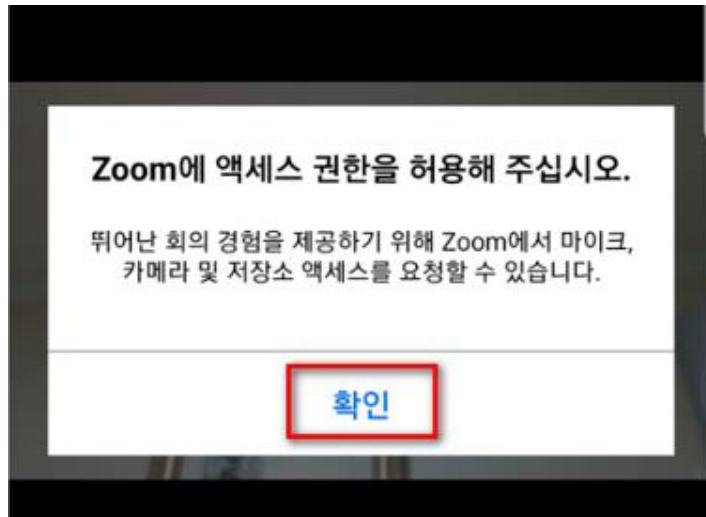 Zoom에 액세스 권한을 허용해 주십시오.
뛰어난 회의 경험을 제공하기 위해 Zoom에서 마이크,
카메라 및 저장소 액세스를 요청할 수 있습니다.
확인